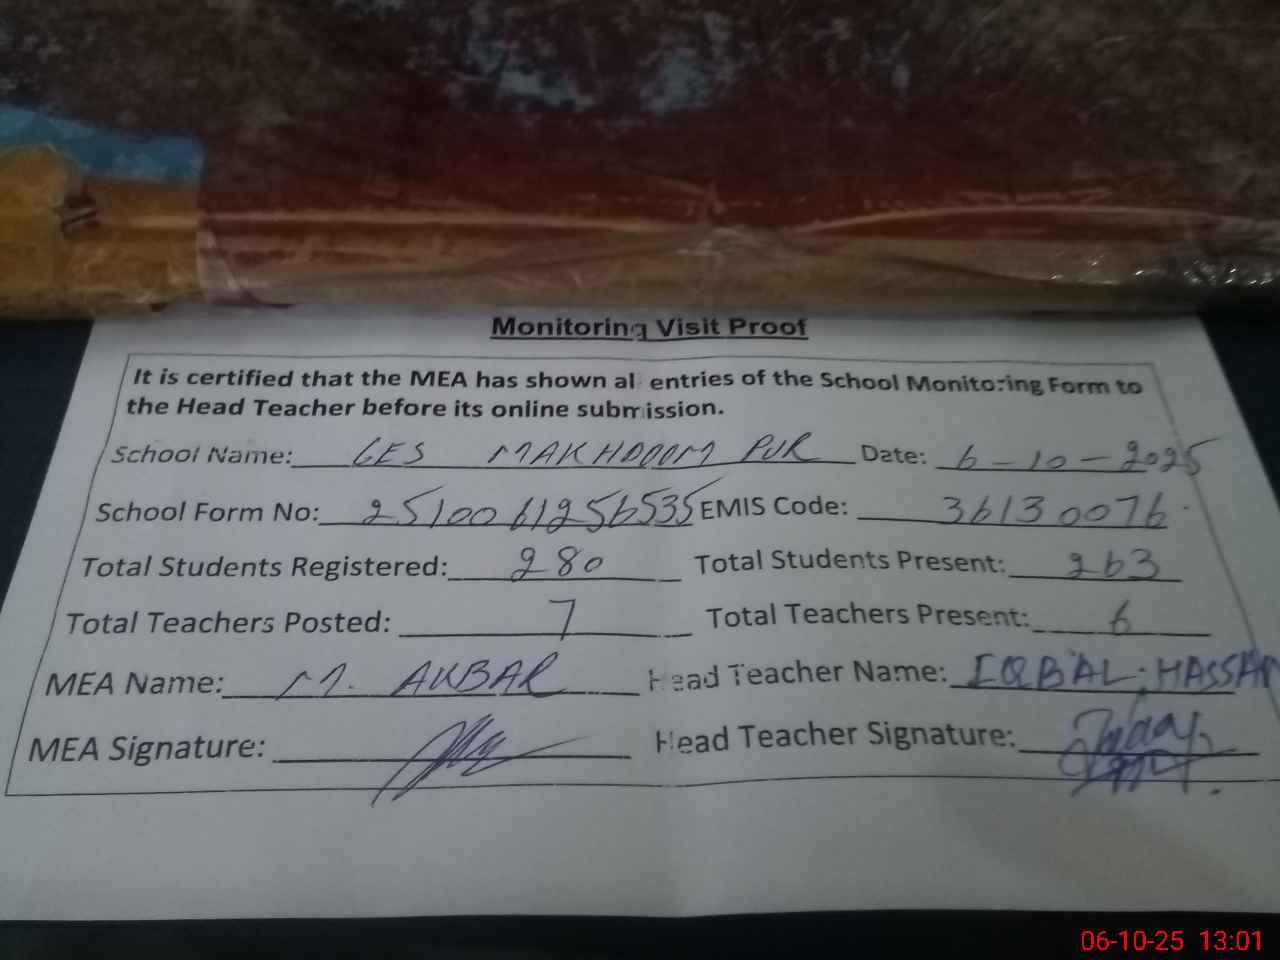 Monitoring Visit Proof
It is certified that the MEA has shown all entries of the School Monitoring Form to
the Head Teacher before its online submission.
School Name: GES MAKHDOOM PUR Date: 6-10-2025
School Form No: 2510061256535 EMIS Code: 36130076
Total Students Registered: 280 Total Students Present: 263
Total Teachers Posted: 7 Total Teachers Present: 6
MEA Name: M. AKBAR Head Teacher Name: IQBAL HASSAN
MEA Signature: Head Teacher Signature:
06-10-25 13:01